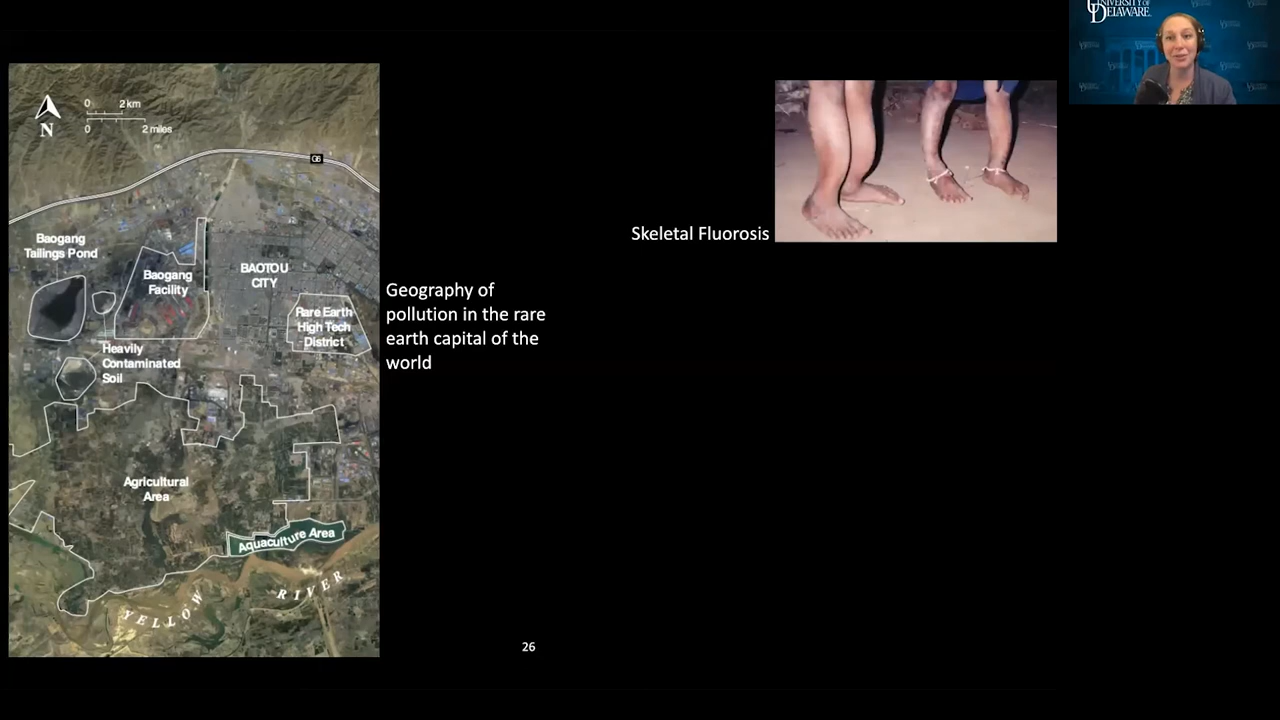 UNIVERSITY OF
DELAWARE.
0 2 km
0 2 miles
N
G6
Baogang
Tailings Pond
Baogang
Facility
BAOTOU
CITY
Rare Earth
High Tech
District
Heavily
Contaminated
Soil
Agricultural
Area
Aquaculture Area
YELLOW RIVER
Geography of
pollution in the rare
earth capital of the
world
Skeletal Fluorosis
26